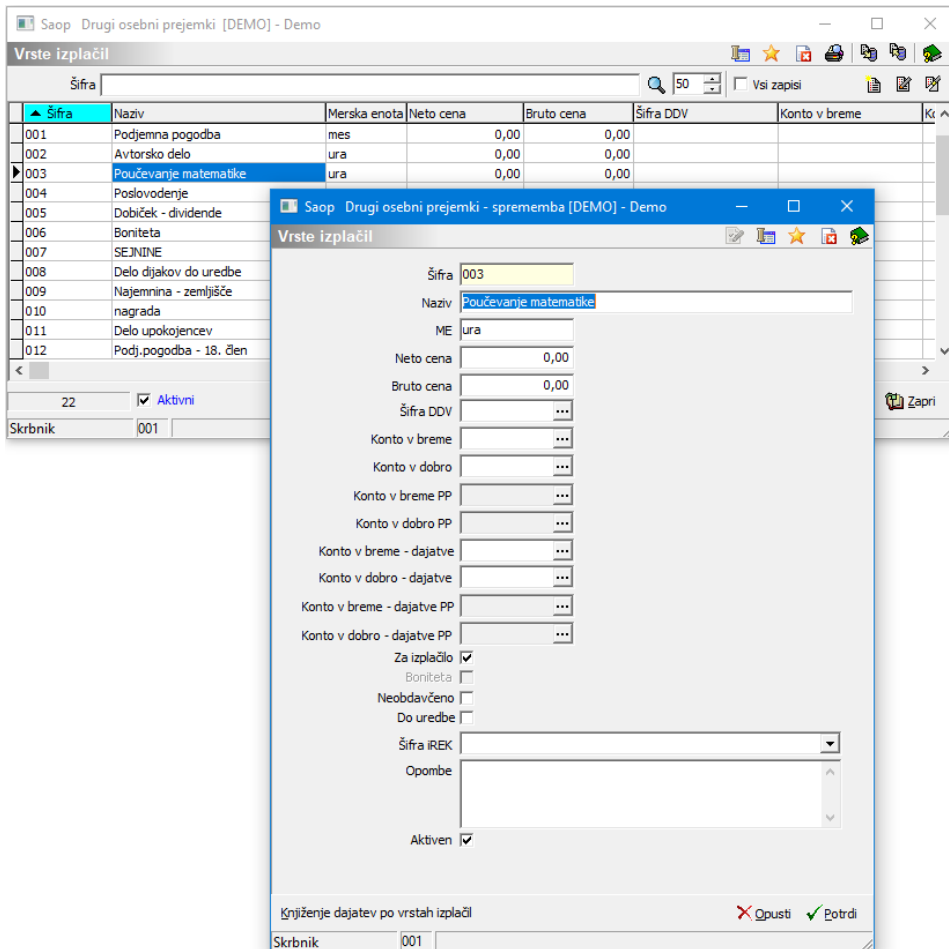 Saop Drugi osebni prejemki [DEMO] - Demo
Vrste izplačil
Šifra 50 Vsi zapisi
Šifra Naziv Merska enota Neto cena Bruto cena Šifra DDV Konto v breme
001 Podjemna pogodba mes 0,00 0,00
002 Avtorsko delo ura 0,00 0,00
003 Poučevanje matematike ura 0,00 0,00
004 Poslovodenje
005 Dobiček - dividende
006 Boniteta
007 SEJNINE
008 Delo dijakov do uredbe
009 Najemnina - zemljišče
010 nagrada
011 Delo upokojencev
012 Podj.pogodba - 18. člen
22 Aktivni Zapri
Skrbnik 001
Saop Drugi osebni prejemki - sprememba [DEMO] - Demo
Vrste izplačil
Šifra 003
Naziv Poučevanje matematike
ME ura
Neto cena 0,00
Bruto cena 0,00
Šifra DDV ...
Konto v breme ...
Konto v dobro ...
Konto v breme PP ...
Konto v dobro PP ...
Konto v breme - dajatve ...
Konto v dobro - dajatve ...
Konto v breme - dajatve PP ...
Konto v dobro - dajatve PP ...
Za izplačilo
Boniteta
Neobdavčeno
Do uredbe
Šifra iREK
Opombe
Aktiven
Knjiženje dajatev po vrstah izplačil Opusti Potrdi
Skrbnik 001